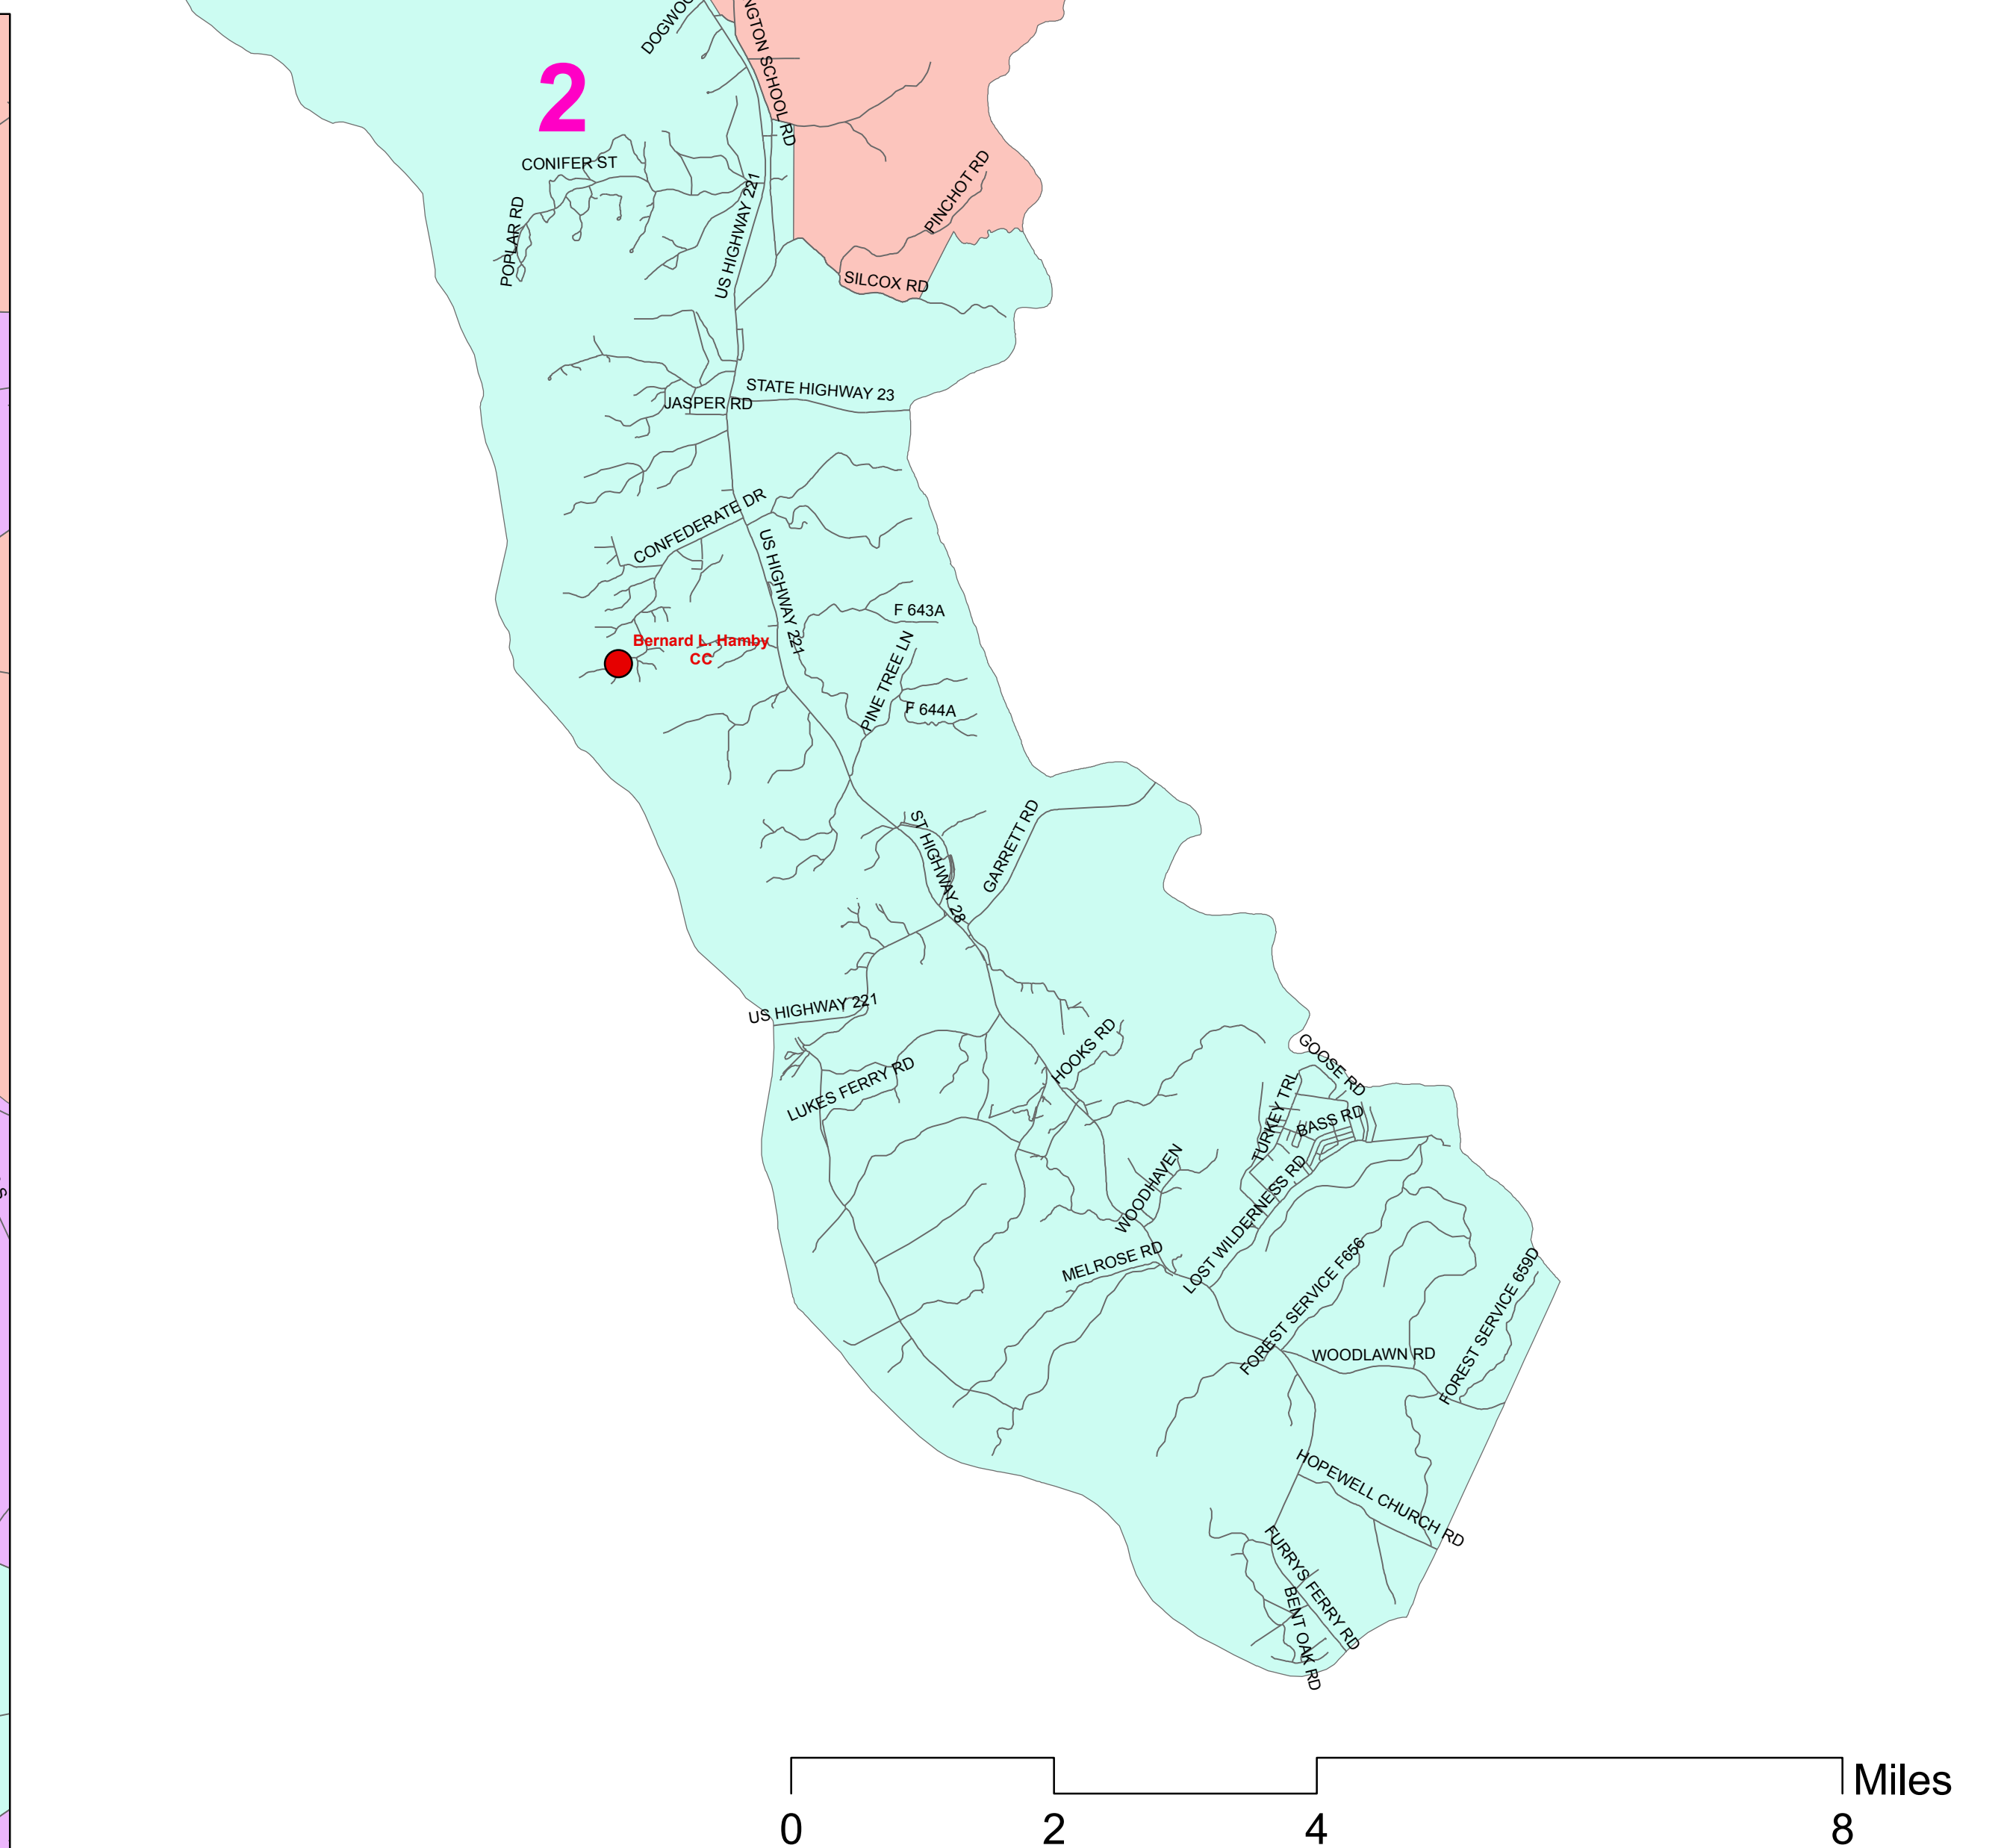 DOGWOO
NGTON SCHOOL RD
2
CONIFER ST
PINCHOT RD
POPLAR RD
US HIGHWAY 221
SILCOX RD
STATE HIGHWAY 23
JASPER RD
CONFEDERATE DR
US HIGHWAY 221
F 643A
Bernard L. Hamby
CC
PINE TREE LN
F 644A
ST HIGHWAY 28
GARRETT RD
US HIGHWAY 221
HOOKS RD
GOOSE RD
LUKES FERRY RD
TURKEY TRL
BASS RD
WOODHAVEN
LOST WILDERNESS RD
MELROSE RD
FOREST SERVICE F656
FOREST SERVICE 659D
WOODLAWN RD
HOPEWELL CHURCH RD
FURRYS FERRY RD
BENT OAK RD
Miles
0 2 4 8